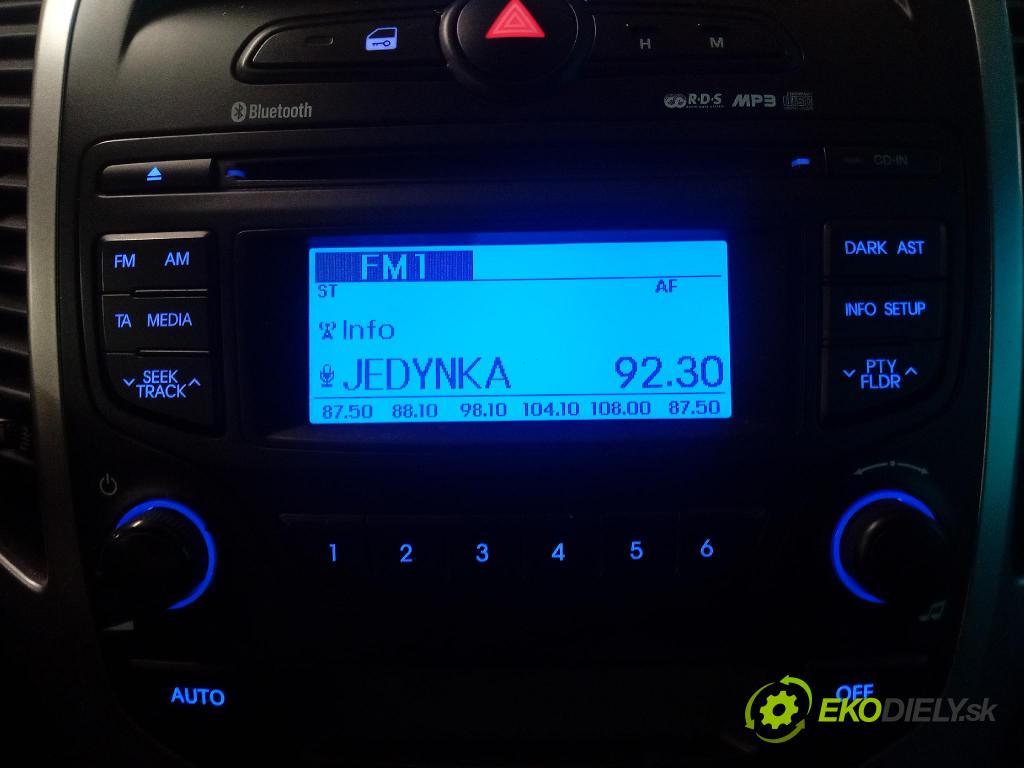 H M
Bluetooth
R·D·S MP3
CD-IN
FM AM
DARK AST
FM1
ST AF
TA MEDIA
INFO SETUP
Info
SEEK
TRACK
PTY
FLDR
JEDYNKA 92.30
87.50 88.10 98.10 104.10 108.00 87.50
1 2 3 4 5 6
AUTO
OFF
EKODIELY.sk